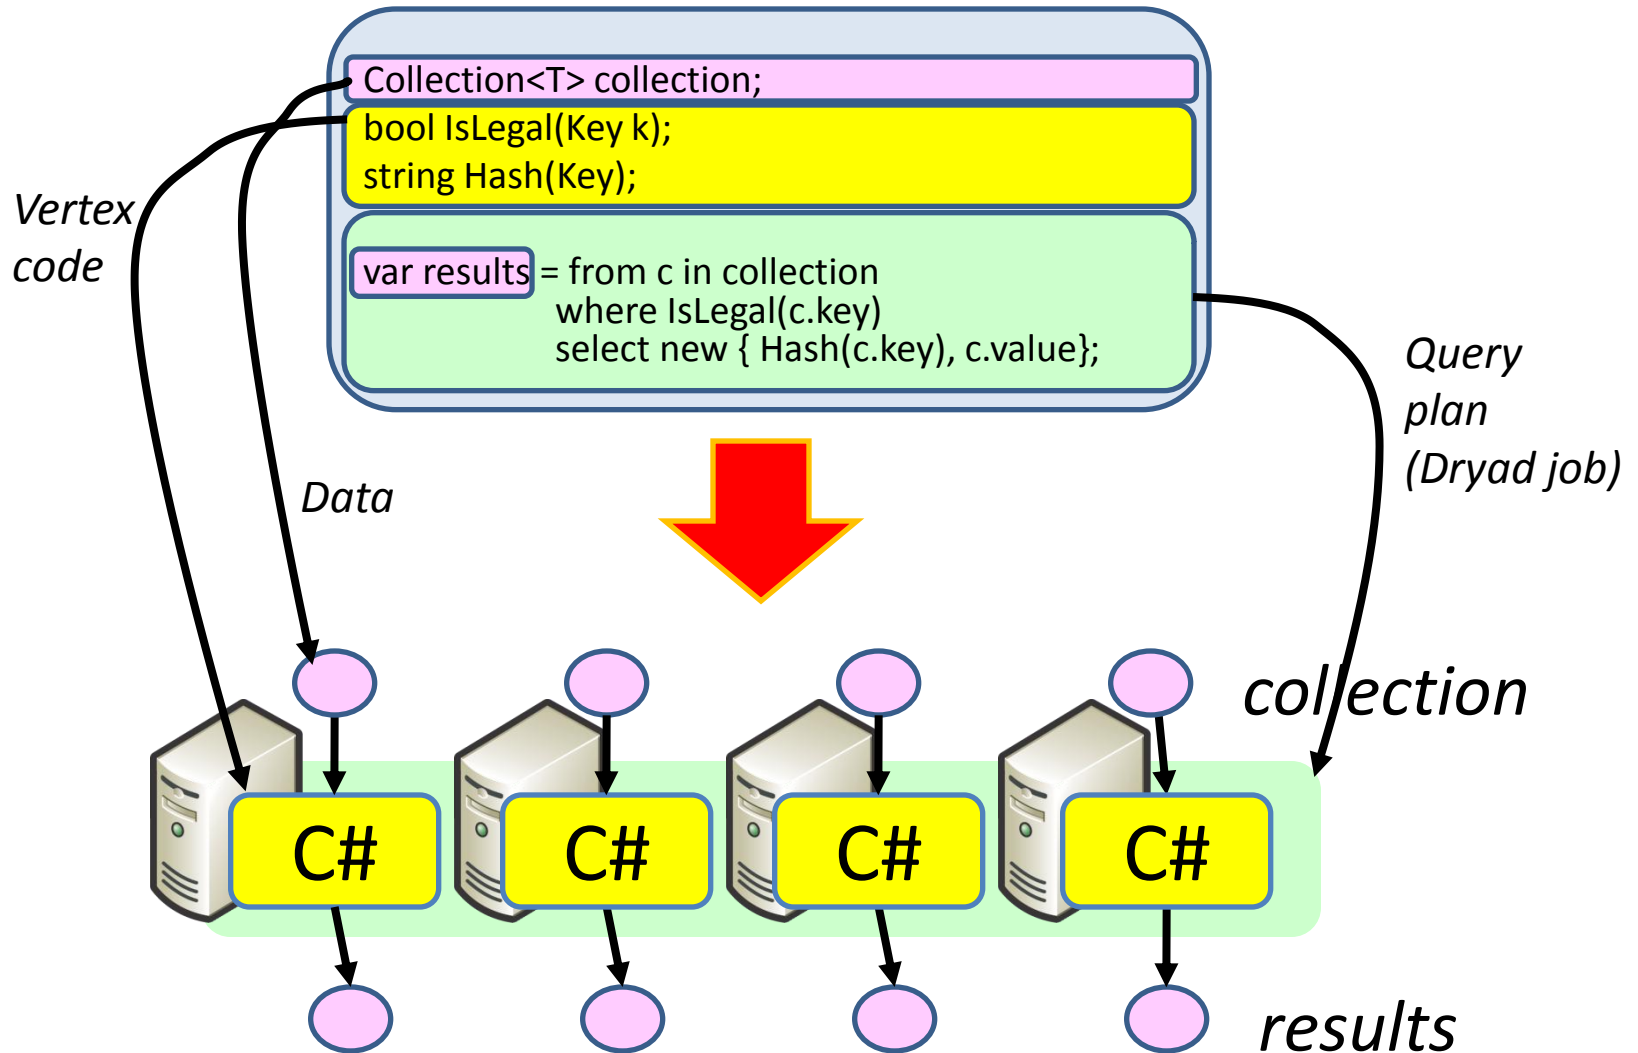 Collection<T> collection;
bool IsLegal(Key k);
string Hash(Key);
var results = from c in collection
where IsLegal(c.key)
select new { Hash(c.key), c.value};
Vertex
code
Data
Query
plan
(Dryad job)
collection
C# C# C# C#
results